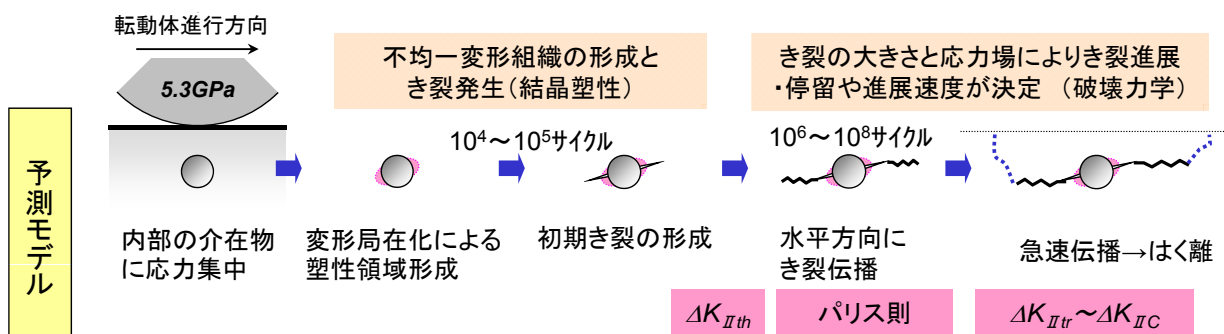 転動体進行方向
5.3GPa
不均一変形組織の形成と
き裂発生（結晶塑性）
き裂の大きさと応力場によりき裂進展
・停留や進展速度が決定　（破壊力学）
予測モデル
10⁴～10⁵サイクル
10⁶～10⁸サイクル
内部の介在物
に応力集中
変形局在化による
塑性領域形成
初期き裂の形成
水平方向に
き裂伝播
急速伝播→はく離
ΔKⅡth
パリス則
ΔKⅡtr～ΔKⅡC